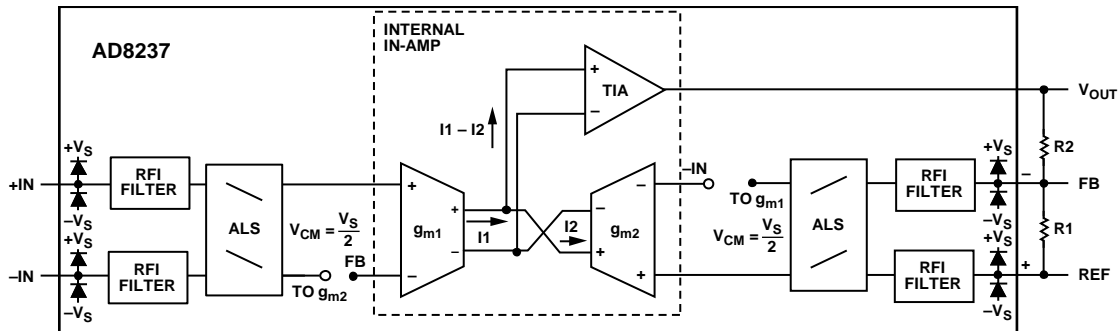 INTERNAL
IN-AMP
AD8237
+
TIA
−
V_OUT
I1 − I2
R2
+V_S
+IN
−V_S
RFI
FILTER
ALS
+
+
g_m1
−
−
I1
I2
−
−
g_m2
+
+
−IN
TO g_m1
ALS
RFI
FILTER
+V_S
−
−V_S
FB
V_CM = V_S/2
V_CM = V_S/2
R1
+V_S
−IN
−V_S
RFI
FILTER
TO g_m2
FB
RFI
FILTER
+V_S
+
−V_S
REF